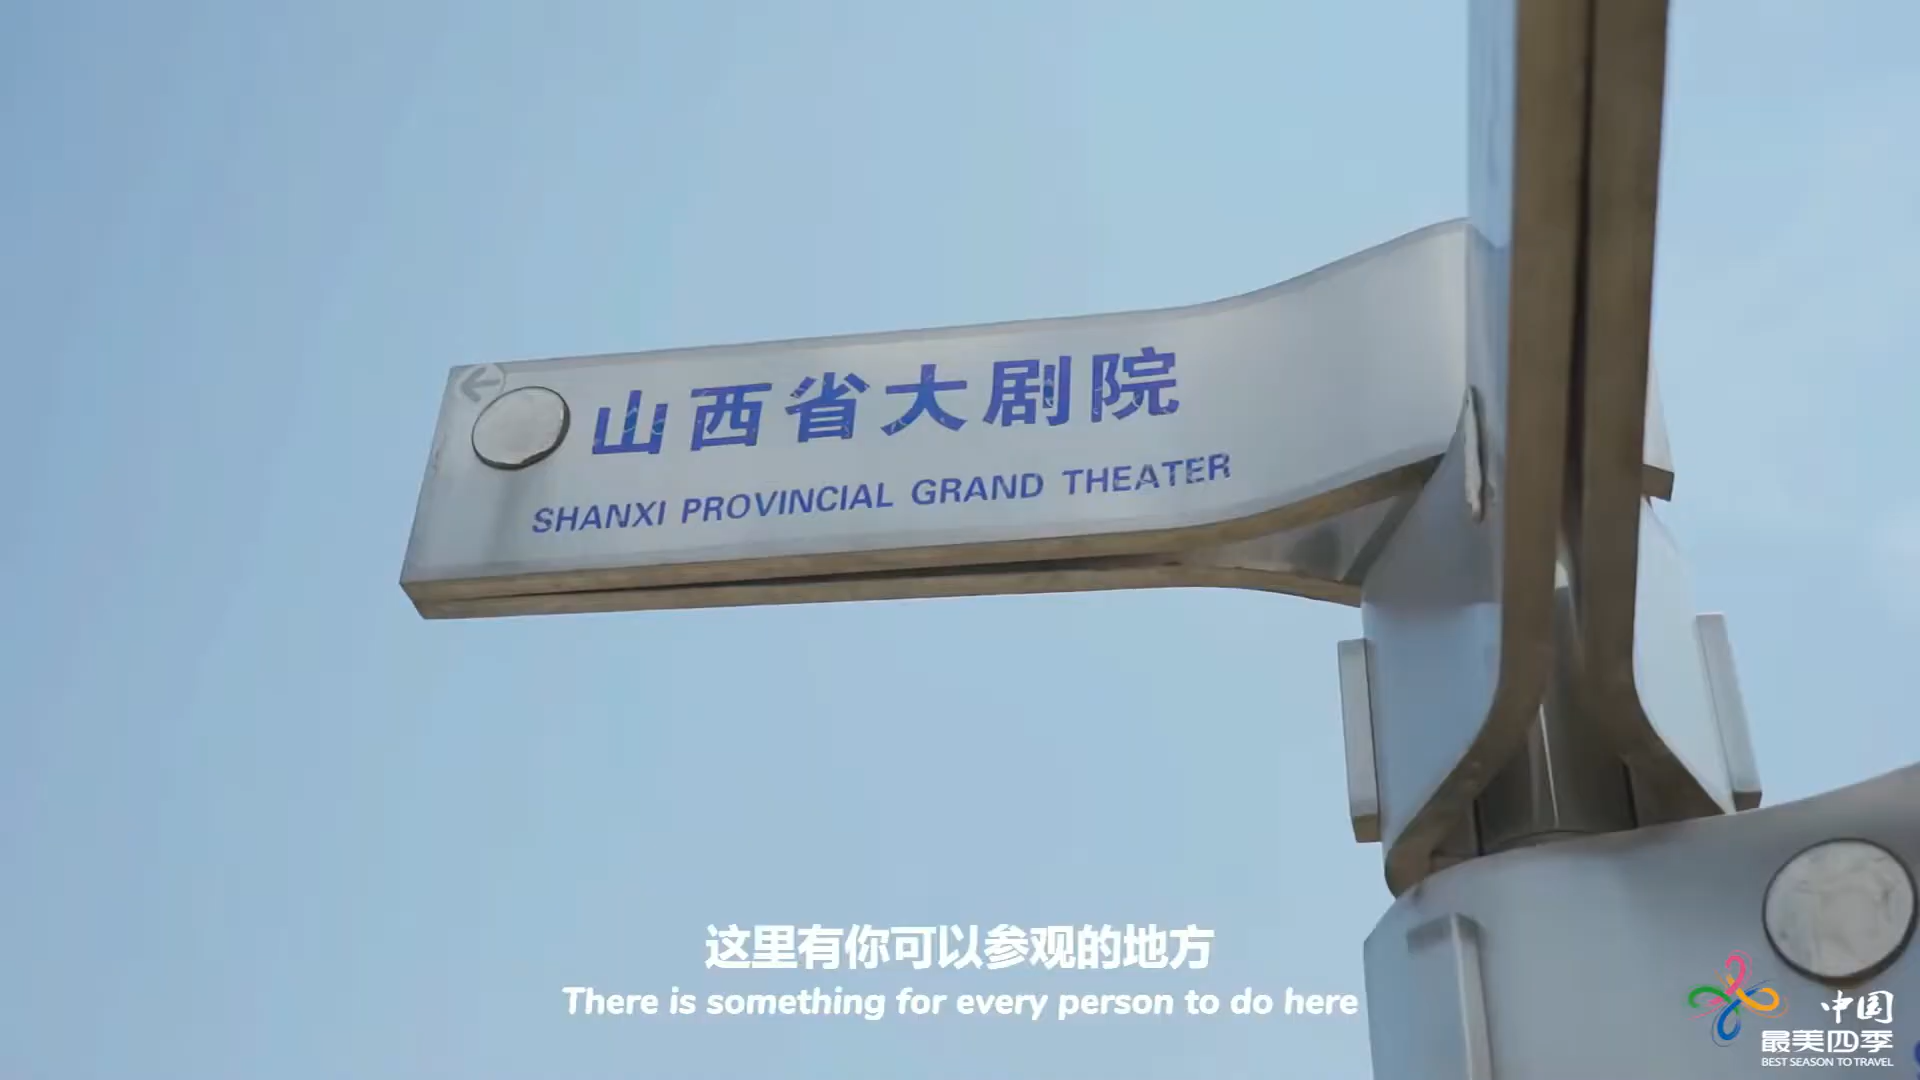 山西省大剧院
SHANXI PROVINCIAL GRAND THEATER
这里有你可以参观的地方
There is something for every person to do here
中国
最美四季
BEST SEASON TO TRAVEL